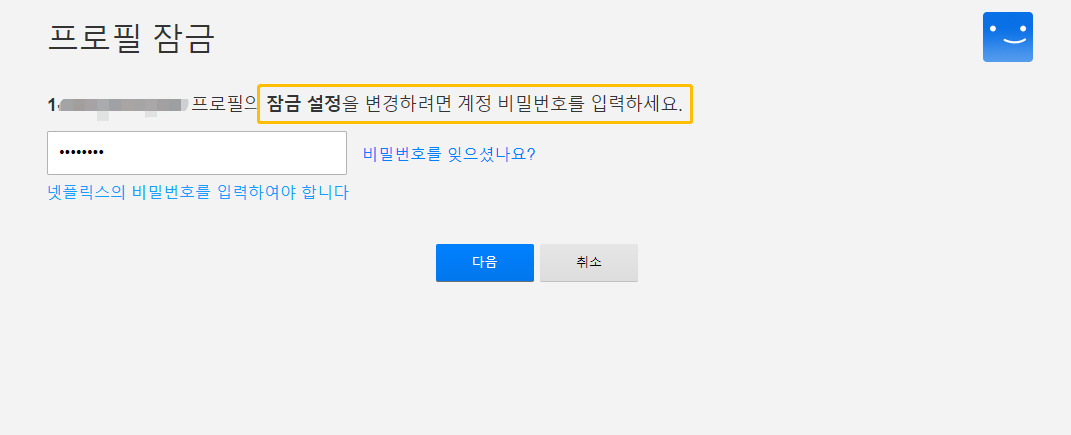 프로필 잠금
1 프로필의 잠금 설정을 변경하려면 계정 비밀번호를 입력하세요.
••••••••
비밀번호를 잊으셨나요?
넷플릭스의 비밀번호를 입력하여야 합니다
다음
취소